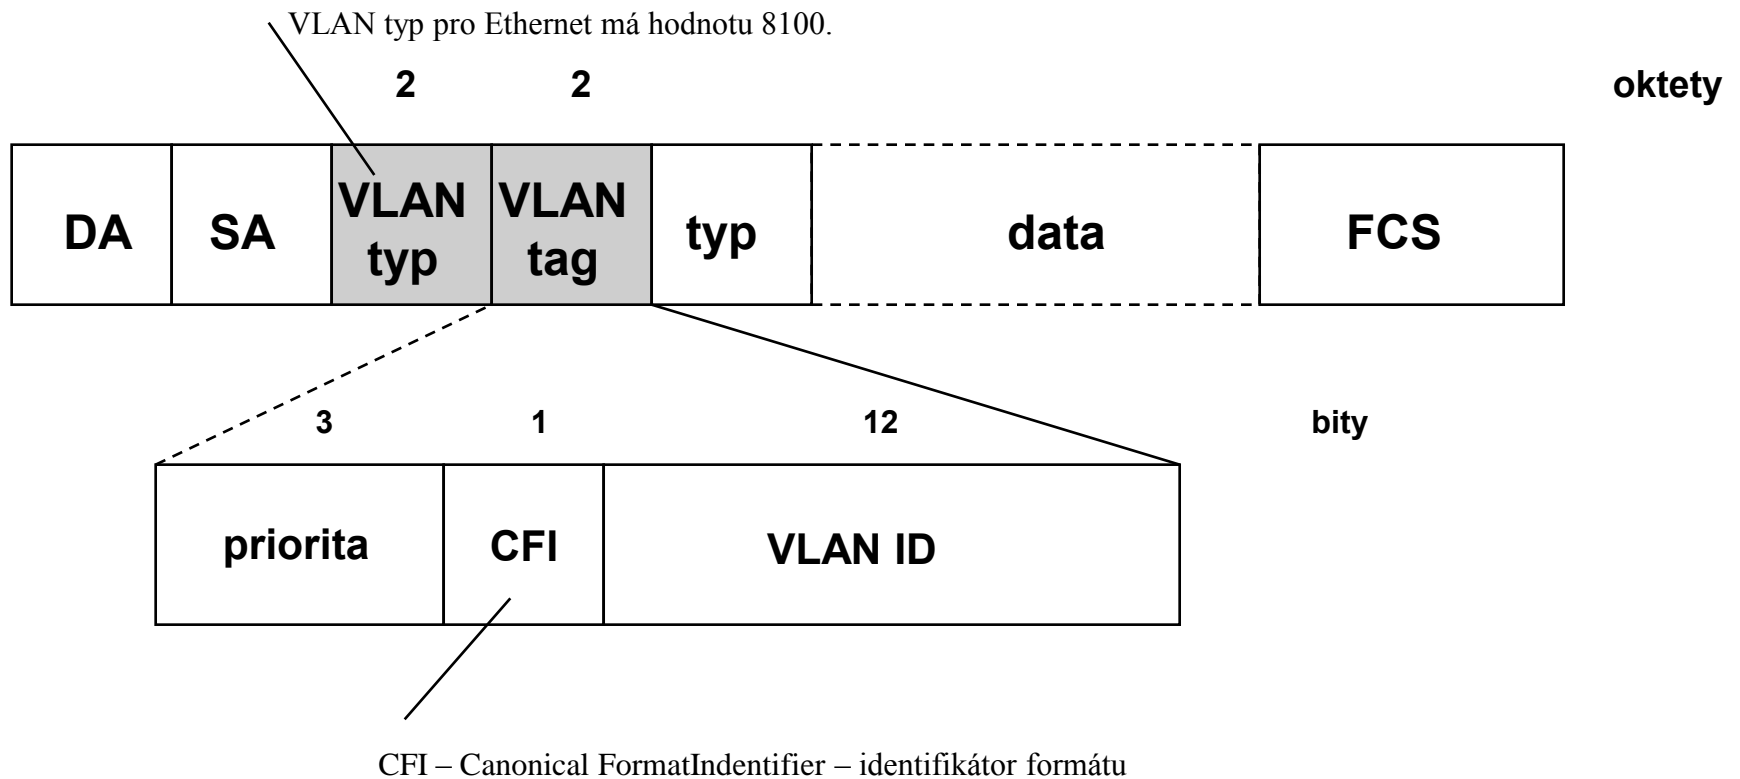 VLAN typ pro Ethernet má hodnotu 8100.
2 2 oktety
DA SA VLAN typ VLAN tag typ data FCS
3 1 12 bity
priorita CFI VLAN ID
CFI – Canonical FormatIndentifier – identifikátor formátu